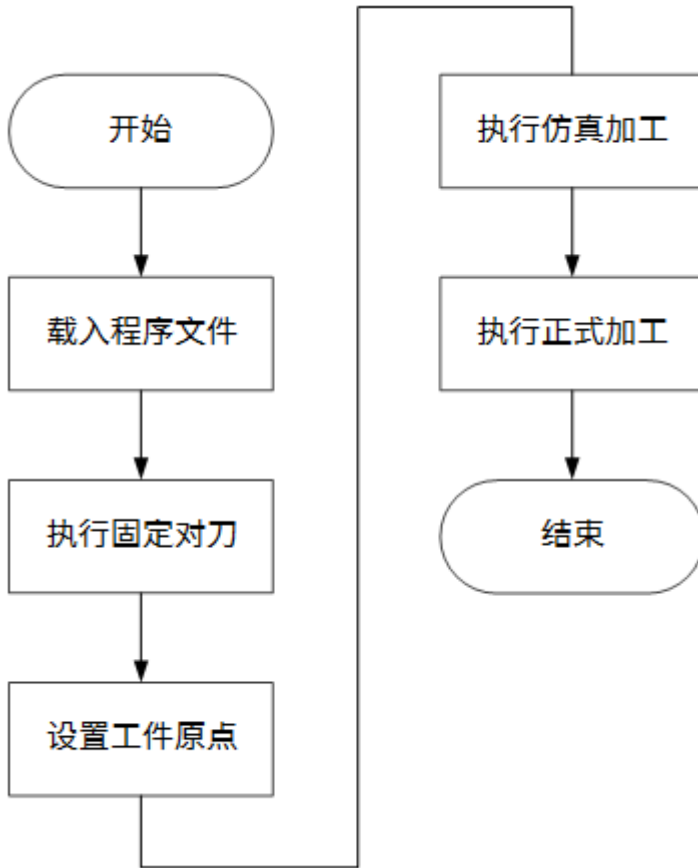 开始
载入程序文件
执行固定对刀
设置工件原点
执行仿真加工
执行正式加工
结束